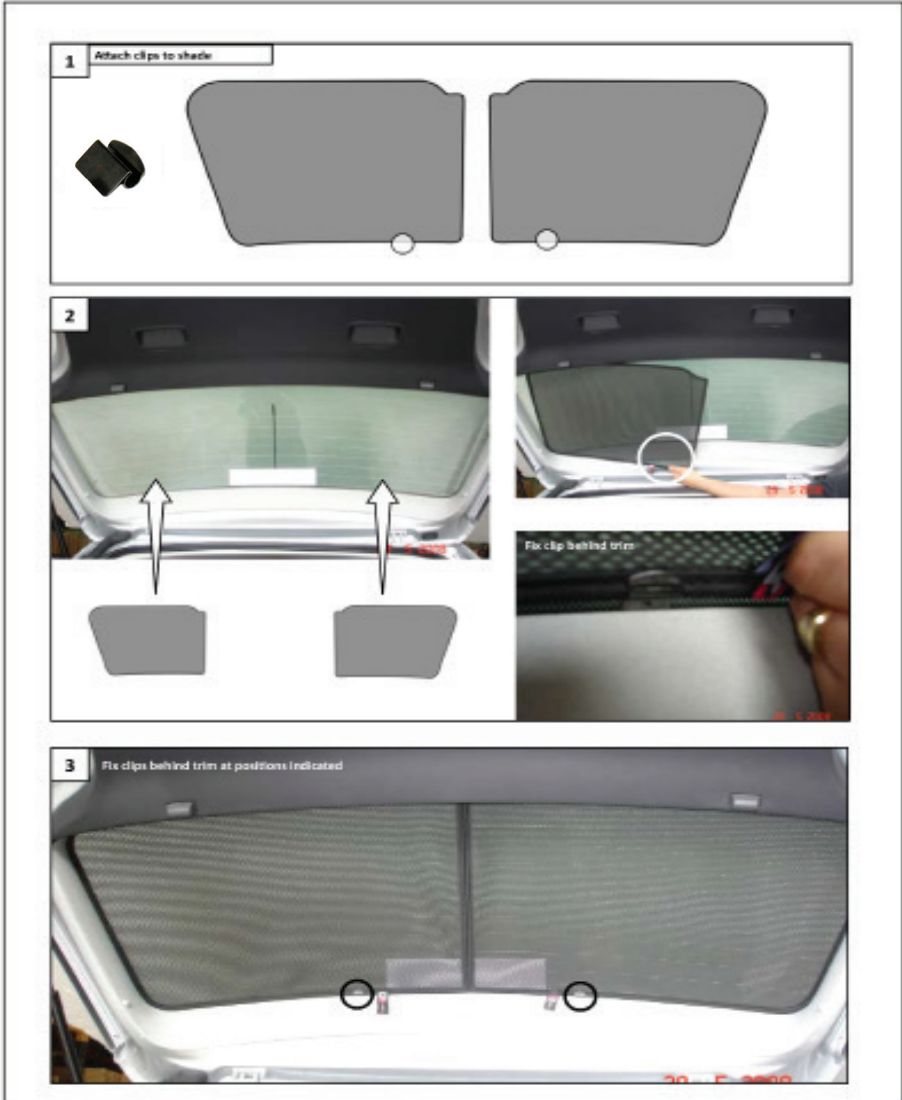 1
Attach clips to shade
2
Fix clip behind trim
3
Fix clips behind trim at positions indicated